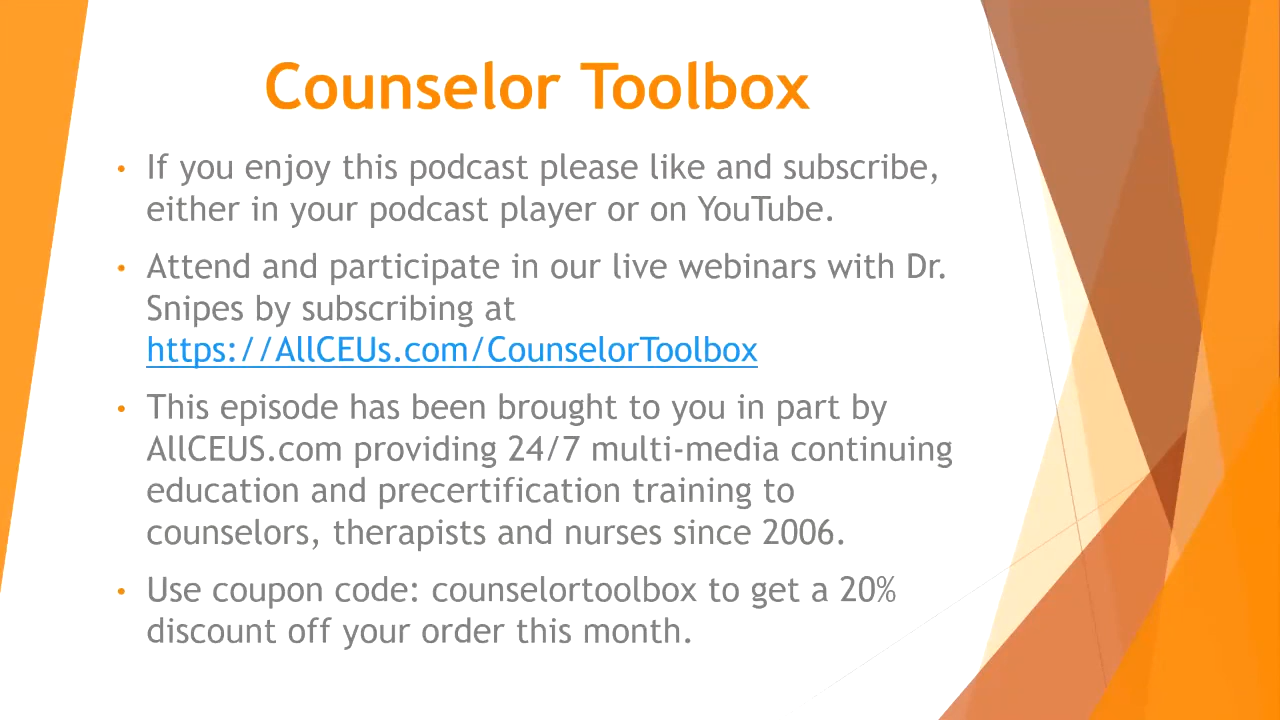 Counselor Toolbox
• If you enjoy this podcast please like and subscribe,
either in your podcast player or on YouTube.
• Attend and participate in our live webinars with Dr.
Snipes by subscribing at
https://AllCEUs.com/CounselorToolbox
• This episode has been brought to you in part by
AllCEUS.com providing 24/7 multi-media continuing
education and precertification training to
counselors, therapists and nurses since 2006.
• Use coupon code: counselortoolbox to get a 20%
discount off your order this month.